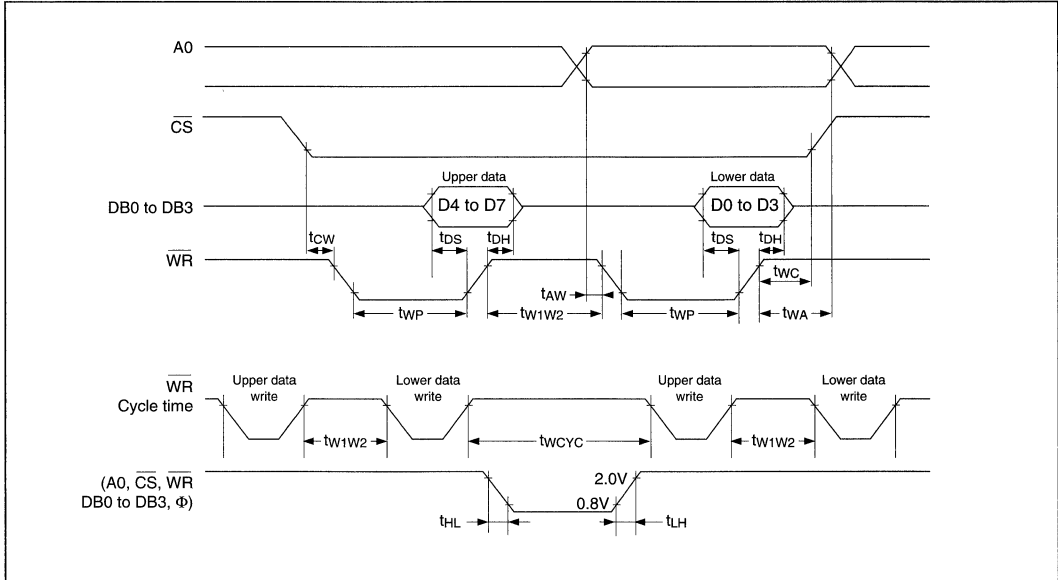 A0
CS
Upper data
Lower data
DB0 to DB3
D4 to D7
D0 to D3
tCW
tDS
tDH
tDS
tDH
WR
tWC
tAW
tWP
tW1W2
tWP
tWA
WR
Cycle time
Upper data
write
Lower data
write
Upper data
write
Lower data
write
tW1W2
tWCYC
tW1W2
(A0, CS, WR
DB0 to DB3, Φ)
2.0V
0.8V
tHL
tLH